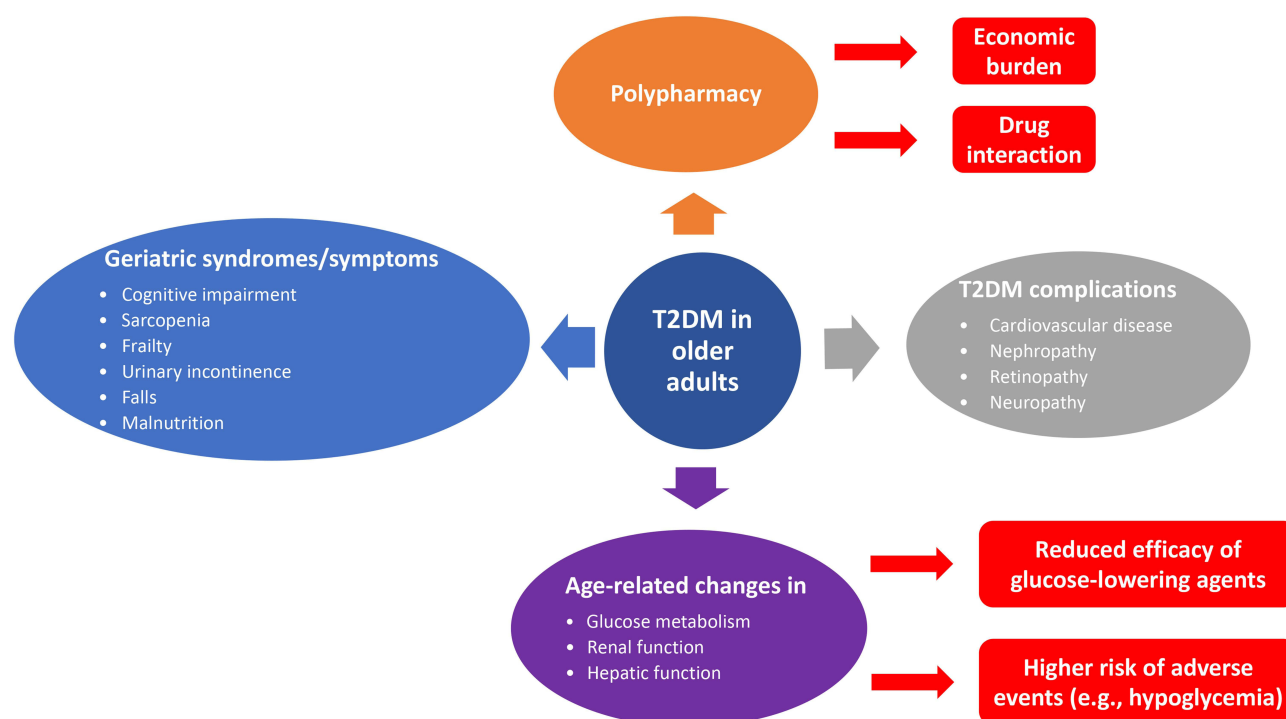 Polypharmacy
Economic
burden
Drug
interaction
Geriatric syndromes/symptoms
• Cognitive impairment
• Sarcopenia
• Frailty
• Urinary incontinence
• Falls
• Malnutrition
T2DM in
older
adults
T2DM complications
• Cardiovascular disease
• Nephropathy
• Retinopathy
• Neuropathy
Age-related changes in
• Glucose metabolism
• Renal function
• Hepatic function
Reduced efficacy of
glucose-lowering agents
Higher risk of adverse
events (e.g., hypoglycemia)